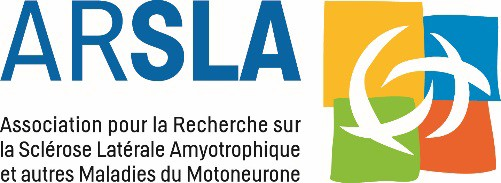 ARSLA
Association pour la Recherche sur
la Sclérose Latérale Amyotrophique
et autres Maladies du Motoneurone